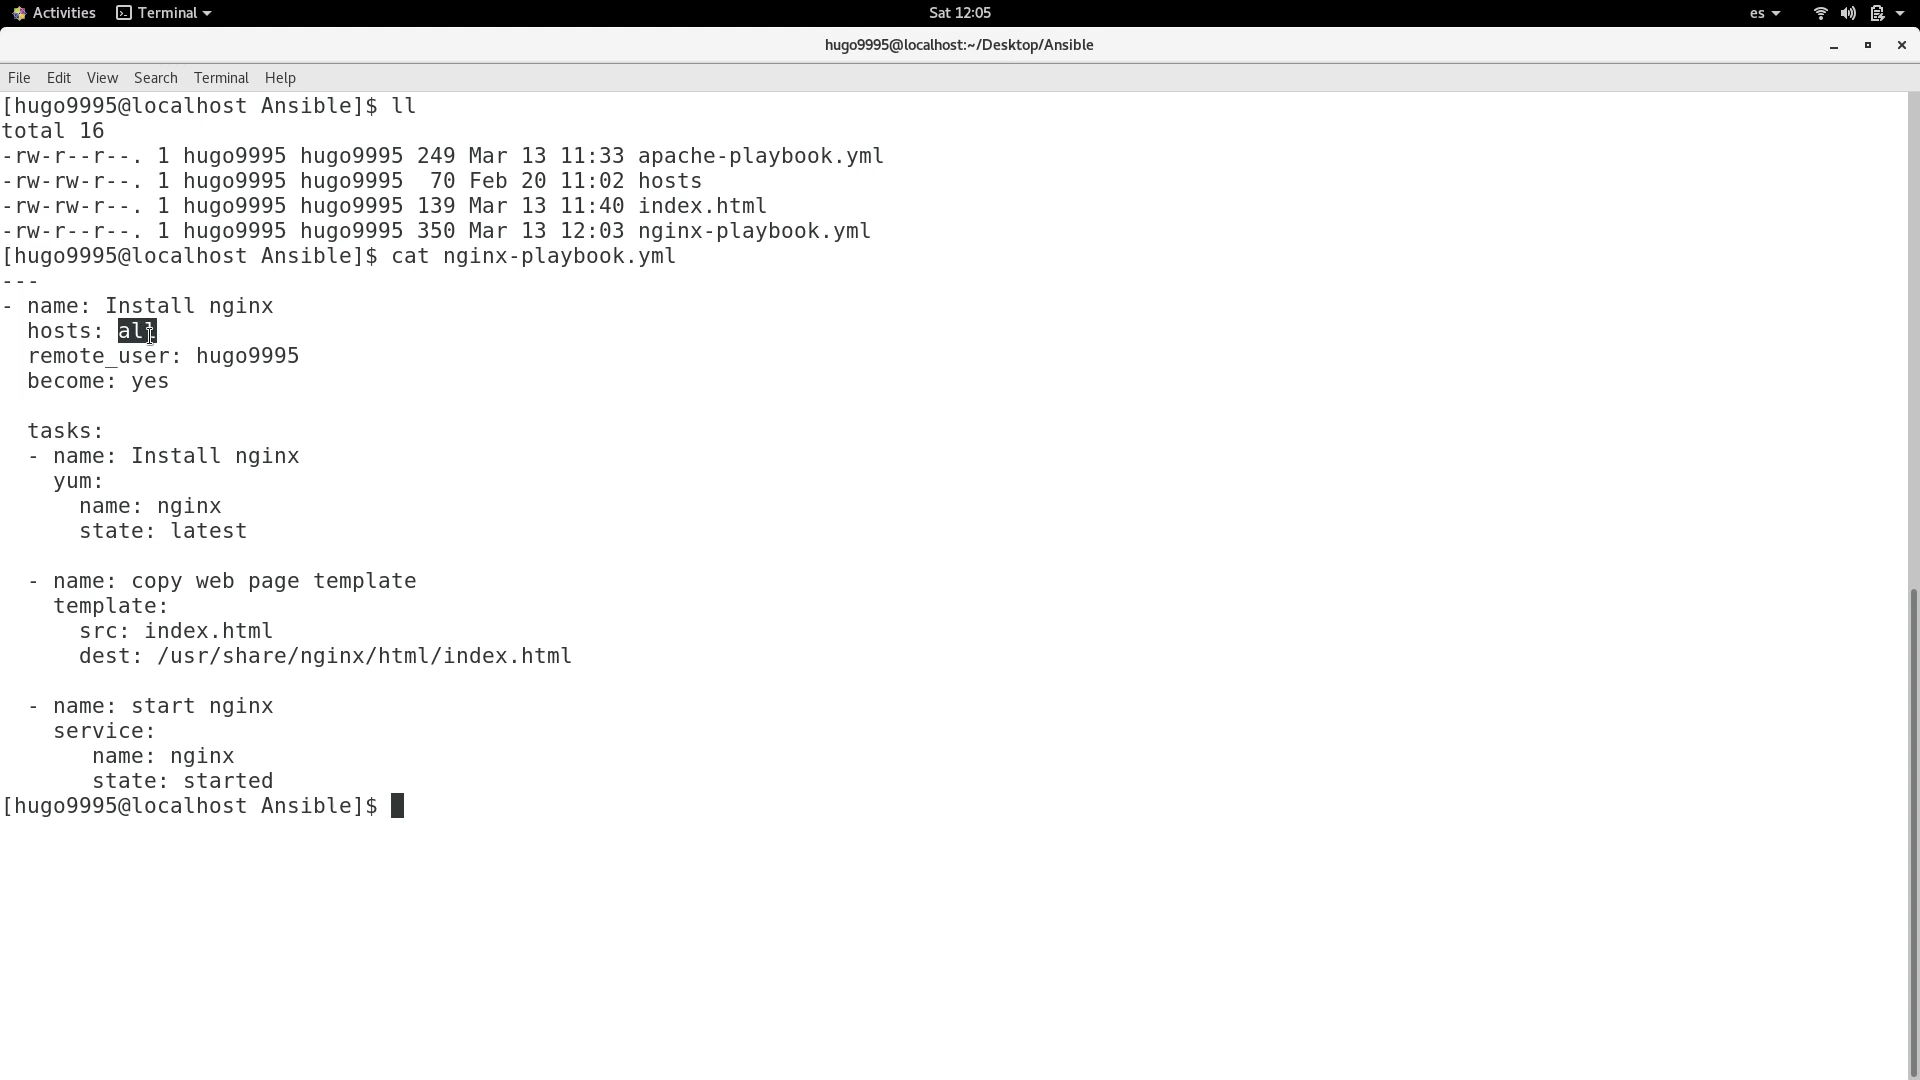 Activities Terminal Sat 12:05 es
hugo9995@localhost:~/Desktop/Ansible
File Edit View Search Terminal Help
[hugo9995@localhost Ansible]$ ll
total 16
-rw-r--r--. 1 hugo9995 hugo9995 249 Mar 13 11:33 apache-playbook.yml
-rw-rw-r--. 1 hugo9995 hugo9995  70 Feb 20 11:02 hosts
-rw-rw-r--. 1 hugo9995 hugo9995 139 Mar 13 11:40 index.html
-rw-rw-r--. 1 hugo9995 hugo9995 350 Mar 13 12:03 nginx-playbook.yml
[hugo9995@localhost Ansible]$ cat nginx-playbook.yml
---
- name: Install nginx
  hosts: all
  remote_user: hugo9995
  become: yes

  tasks:
  - name: Install nginx
    yum:
      name: nginx
      state: latest

  - name: copy web page template
    template:
      src: index.html
      dest: /usr/share/nginx/html/index.html

  - name: start nginx
    service:
       name: nginx
       state: started
[hugo9995@localhost Ansible]$